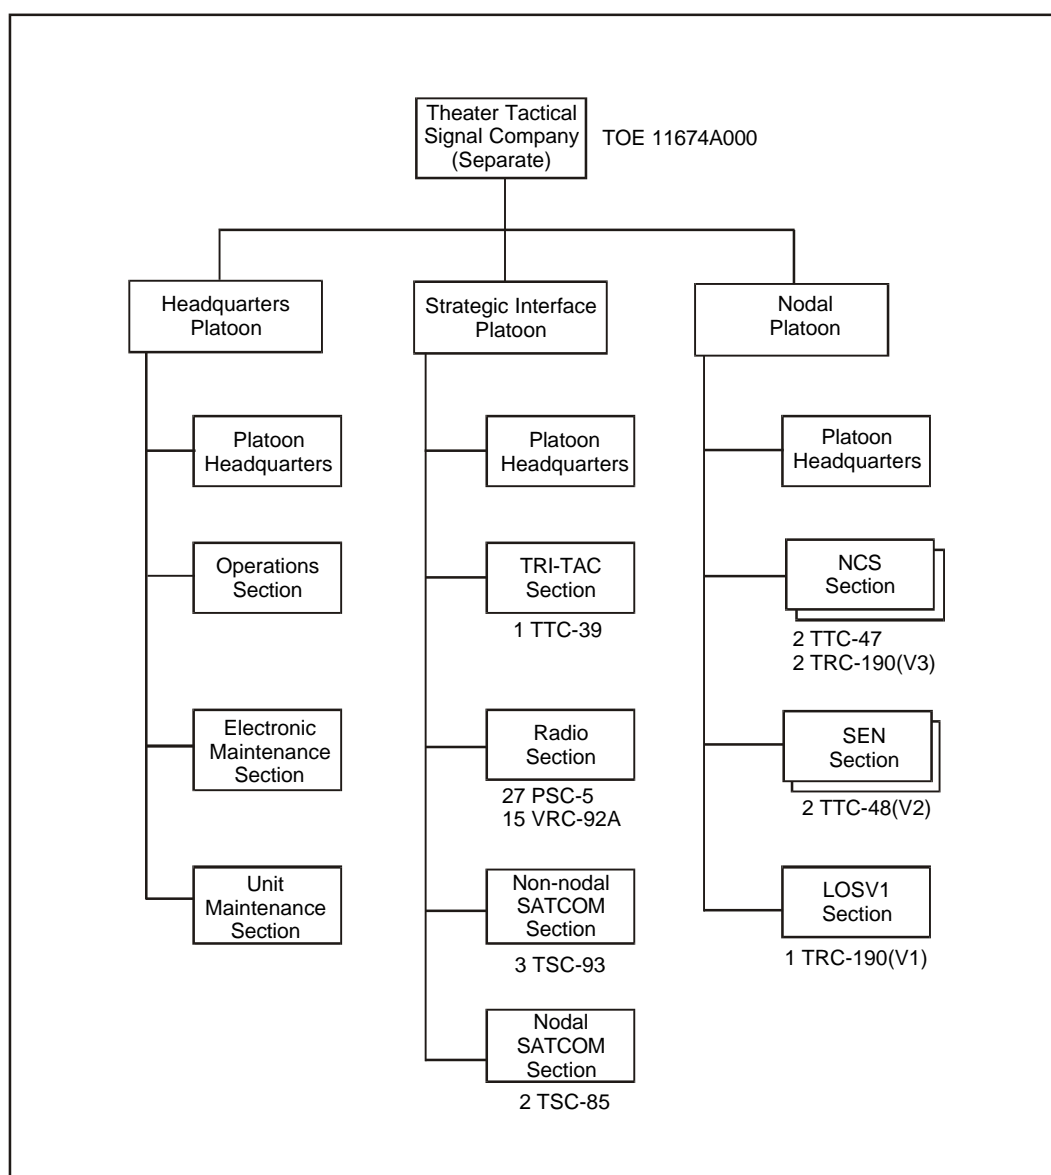 Theater Tactical
Signal Company
(Separate)
TOE 11674A000
Headquarters
Platoon
Platoon
Headquarters
Operations
Section
Electronic
Maintenance
Section
Unit
Maintenance
Section
Strategic Interface
Platoon
Platoon
Headquarters
TRI-TAC
Section
1 TTC-39
Radio
Section
27 PSC-5
15 VRC-92A
Non-nodal
SATCOM
Section
3 TSC-93
Nodal
SATCOM
Section
2 TSC-85
Nodal
Platoon
Platoon
Headquarters
NCS
Section
2 TTC-47
2 TRC-190(V3)
SEN
Section
2 TTC-48(V2)
LOSV1
Section
1 TRC-190(V1)